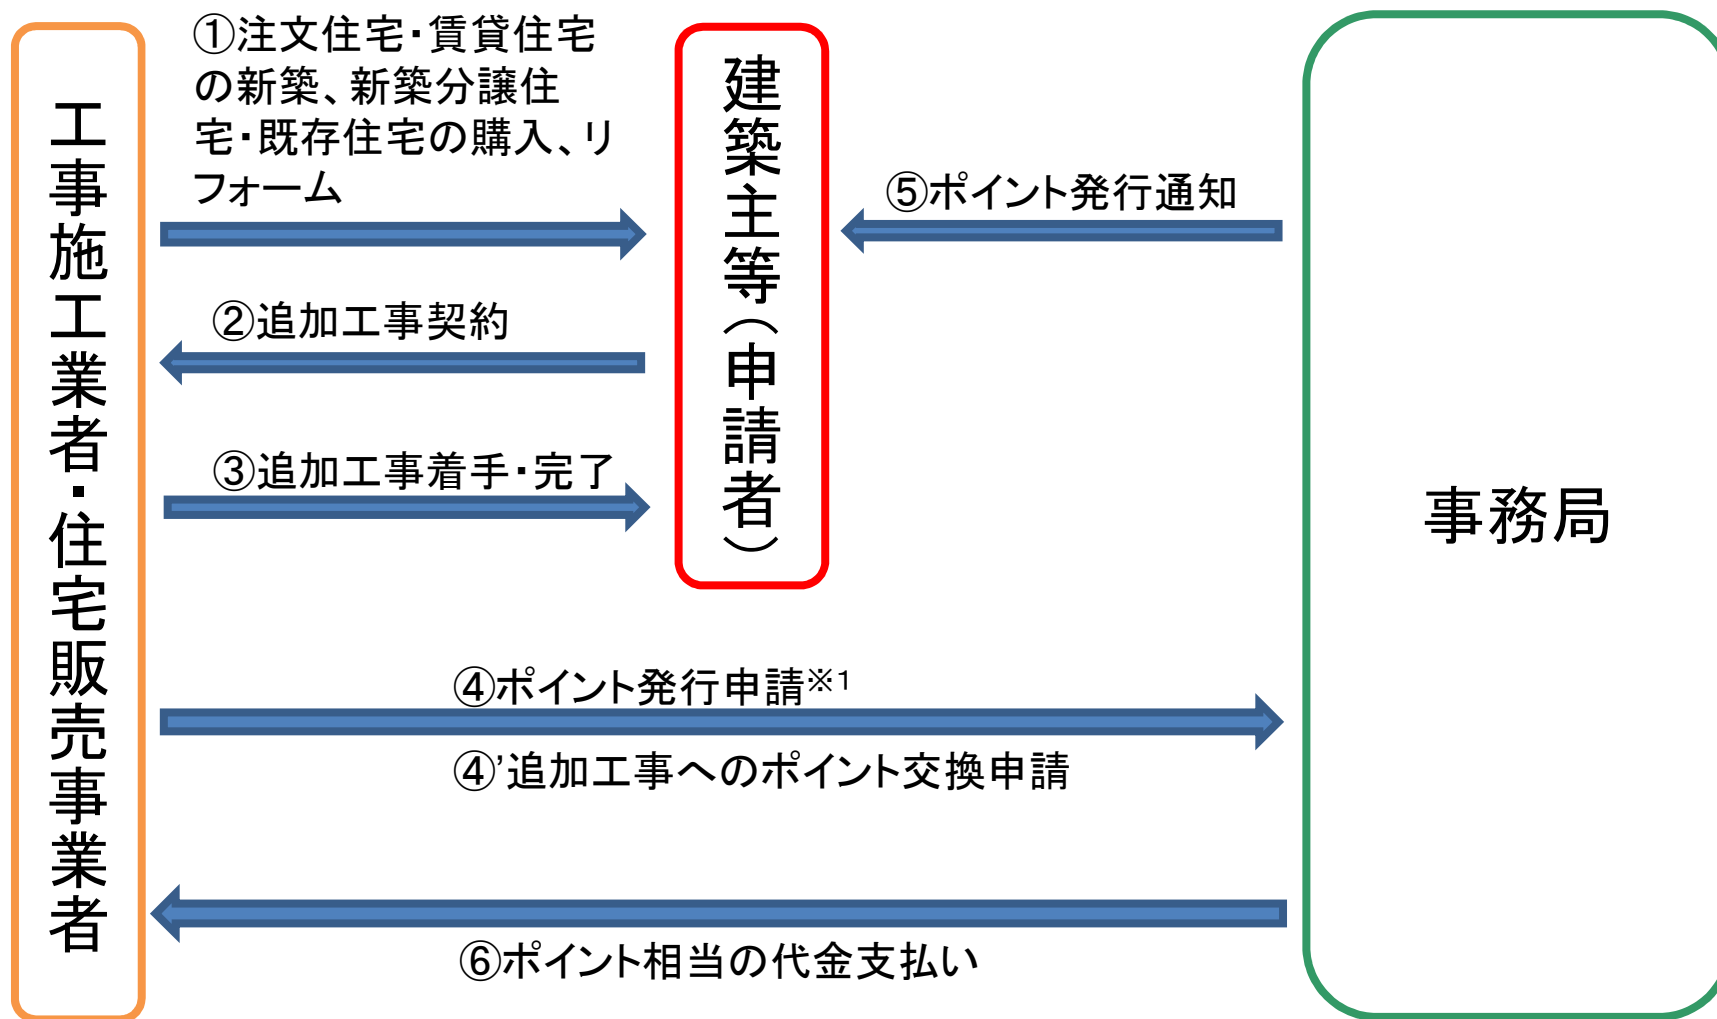 工事施工業者・住宅販売事業者
①注文住宅・賃貸住宅
の新築、新築分譲住
宅・既存住宅の購入、リ
フォーム
建築主等(申請者)
⑤ポイント発行通知
②追加工事契約
③追加工事着手・完了
事務局
④ポイント発行申請※1
④'追加工事へのポイント交換申請
⑥ポイント相当の代金支払い